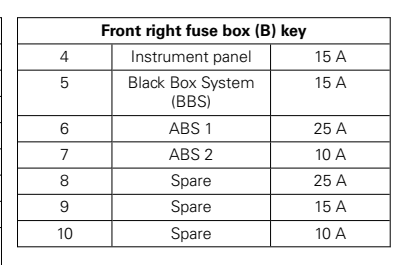 Front right fuse box (B) key
4 Instrument panel 15 A
5 Black Box System 15 A
(BBS)
6 ABS 1 25 A
7 ABS 2 10 A
8 Spare 25 A
9 Spare 15 A
10 Spare 10 A